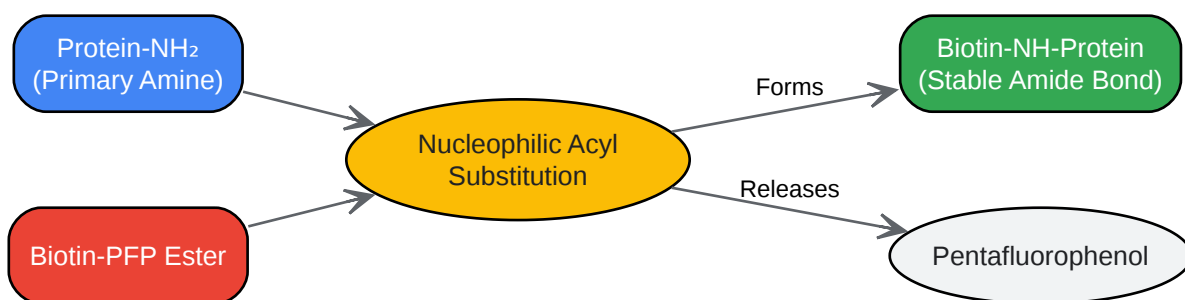 Protein-NH₂
(Primary Amine)
Biotin-PFP Ester
Nucleophilic Acyl
Substitution
Forms
Releases
Biotin-NH-Protein
(Stable Amide Bond)
Pentafluorophenol